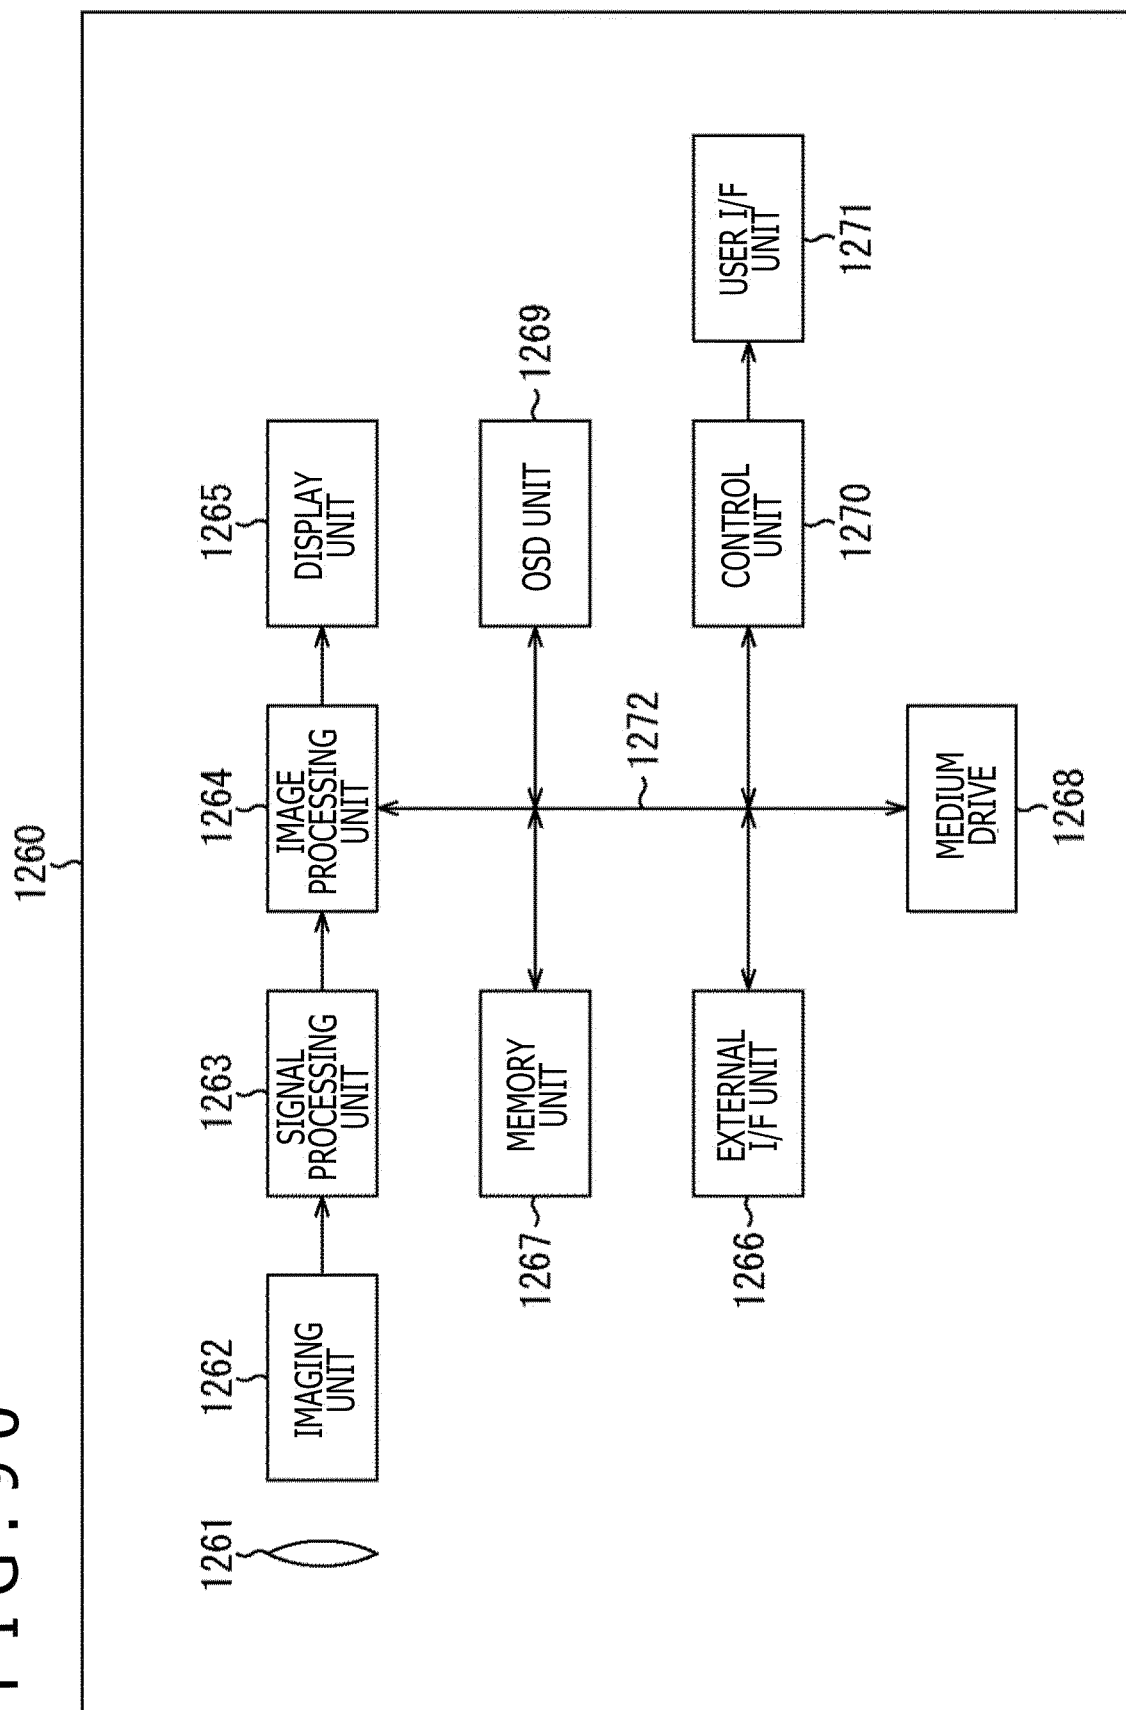 FIG.
1260
1261
1262
1263
1264
1265
IMAGING
UNIT
SIGNAL
PROCESSING
UNIT
IMAGE
PROCESSING
UNIT
DISPLAY
UNIT
1267
MEMORY
UNIT
OSD UNIT
1269
1272
1266
EXTERNAL
I/F UNIT
CONTROL
UNIT
USER I/F
UNIT
1270
1271
MEDIUM
DRIVE
1268